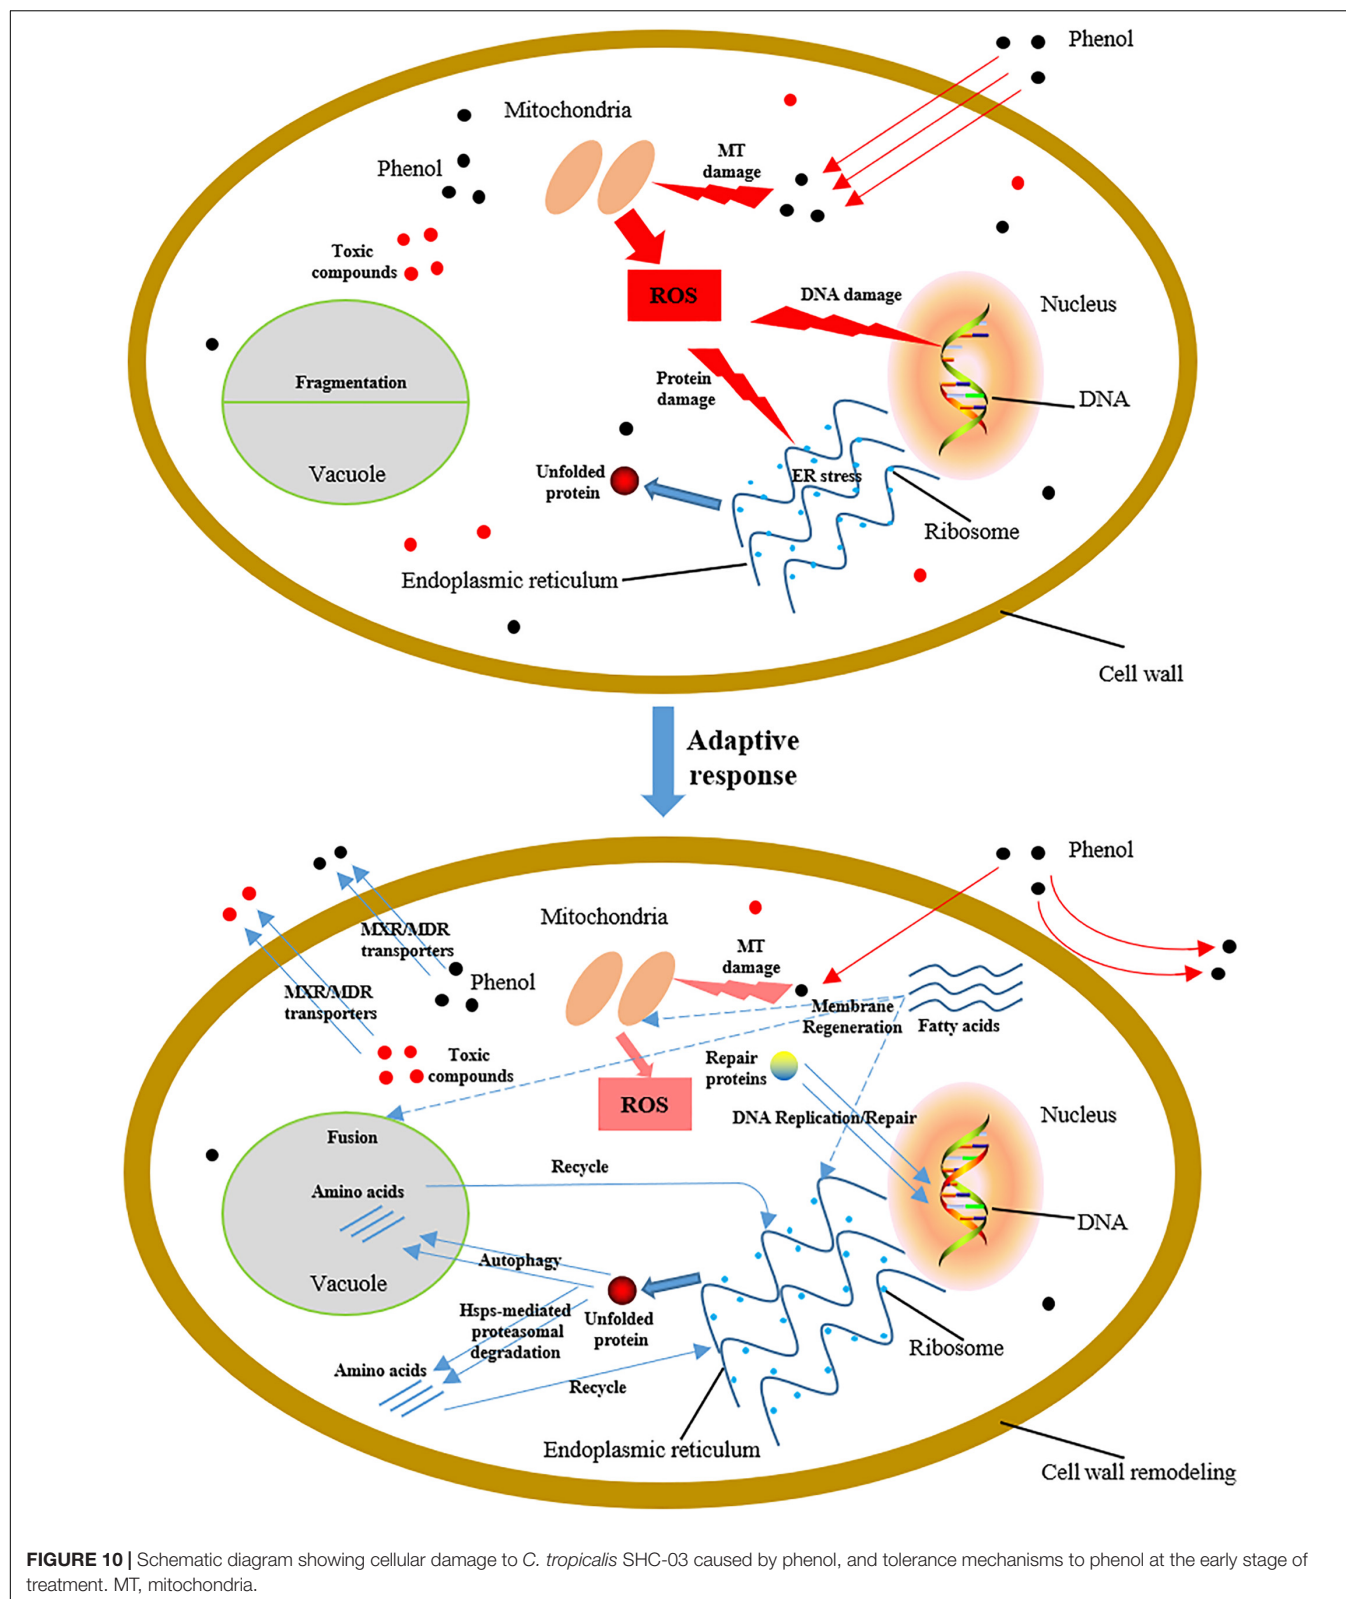 Phenol
Mitochondria
MT
damage
Phenol
Toxic
compounds
ROS
DNA damage
Nucleus
Fragmentation
Protein
damage
DNA
Vacuole
Unfolded
protein
ER stress
Ribosome
Endoplasmic reticulum
Cell wall
Adaptive
response
Phenol
Mitochondria
MXR/MDR
transporters
MT
damage
Phenol
MXR/MDR
transporters
Membrane
Regeneration
Fatty acids
Toxic
compounds
Repair
proteins
ROS
DNA Replication/Repair
Nucleus
Fusion
Recycle
Amino acids
DNA
Autophagy
Vacuole
Hsps-mediated
proteasomal
degradation
Unfolded
protein
Ribosome
Amino acids
Recycle
Endoplasmic reticulum
Cell wall remodeling
FIGURE 10 | Schematic diagram showing cellular damage to C. tropicalis SHC-03 caused by phenol, and tolerance mechanisms to phenol at the early stage of
treatment. MT, mitochondria.